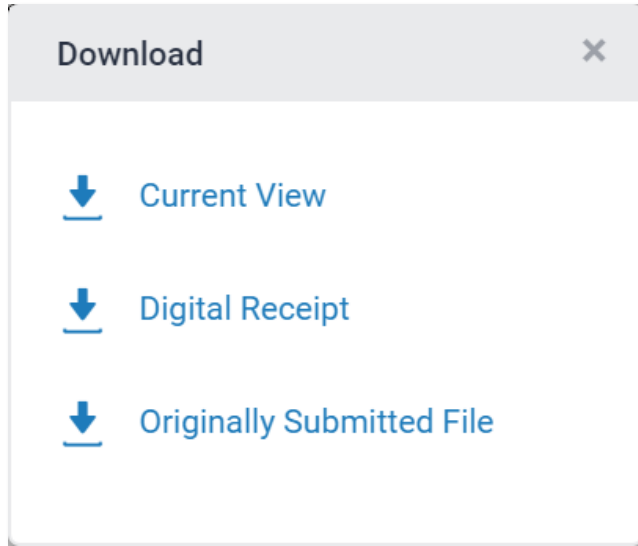 Download
Current View
Digital Receipt
Originally Submitted File